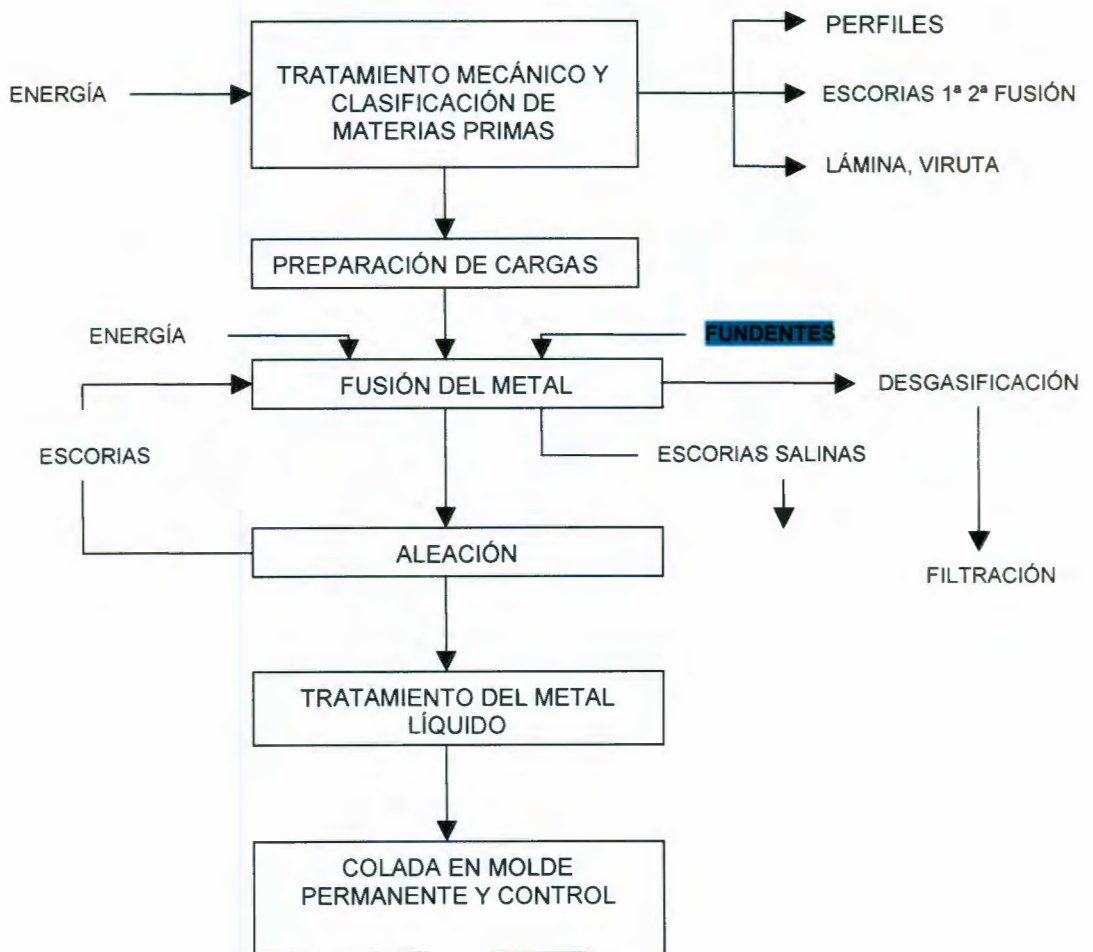 PERFILES
TRATAMIENTO MECÁNICO Y
CLASIFICACIÓN DE
MATERIAS PRIMAS
ENERGÍA
ESCORIAS 1ª 2ª FUSIÓN
LÁMINA, VIRUTA
PREPARACIÓN DE CARGAS
ENERGÍA
FUNDENTES
FUSIÓN DEL METAL
DESGASIFICACIÓN
ESCORIAS
ESCORIAS SALINAS
ALEACIÓN
FILTRACIÓN
TRATAMIENTO DEL METAL
LÍQUIDO
COLADA EN MOLDE
PERMANENTE Y CONTROL